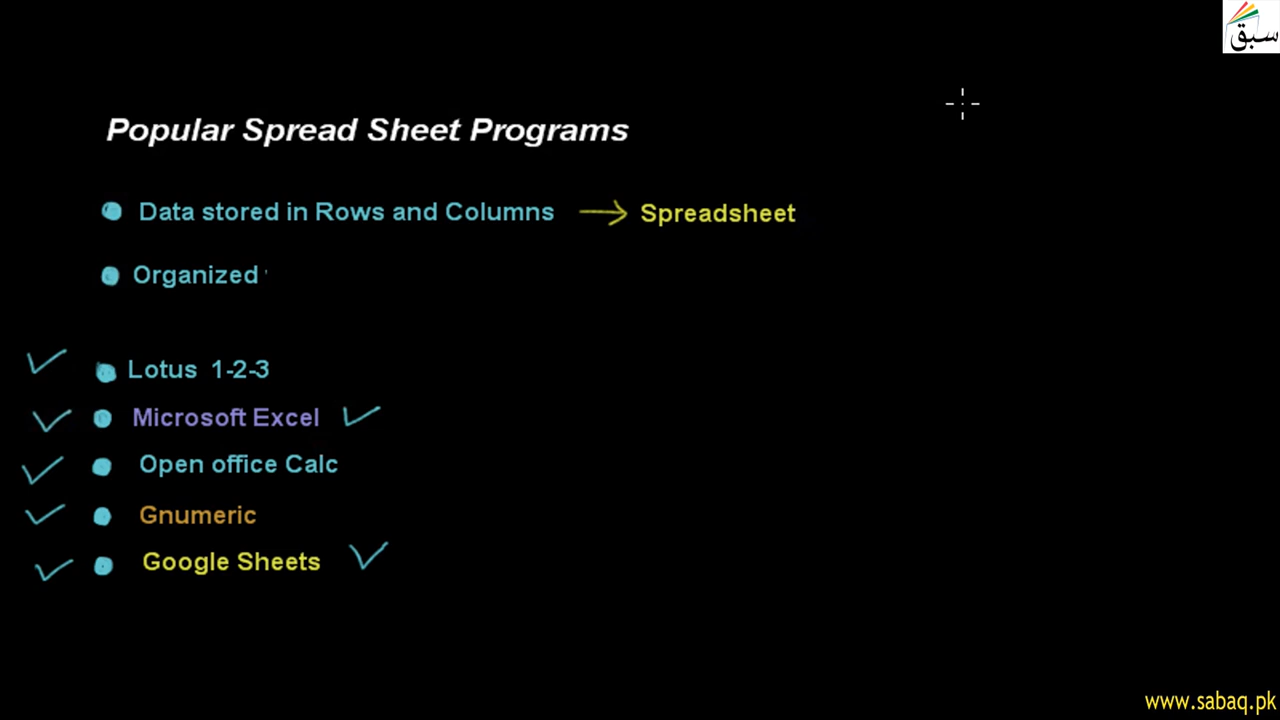 سبق
Popular Spread Sheet Programs
Data stored in Rows and Columns → Spreadsheet
Organized
Lotus 1-2-3
Microsoft Excel
Open office Calc
Gnumeric
Google Sheets
www.sabaq.pk